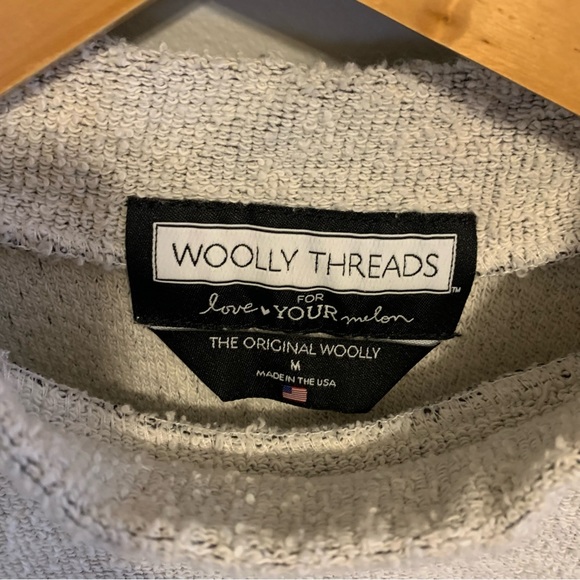 WOOLLY THREADS
TM
FOR
love ♥ YOUR melon
THE ORIGINAL WOOLLY
M
MADE IN THE USA